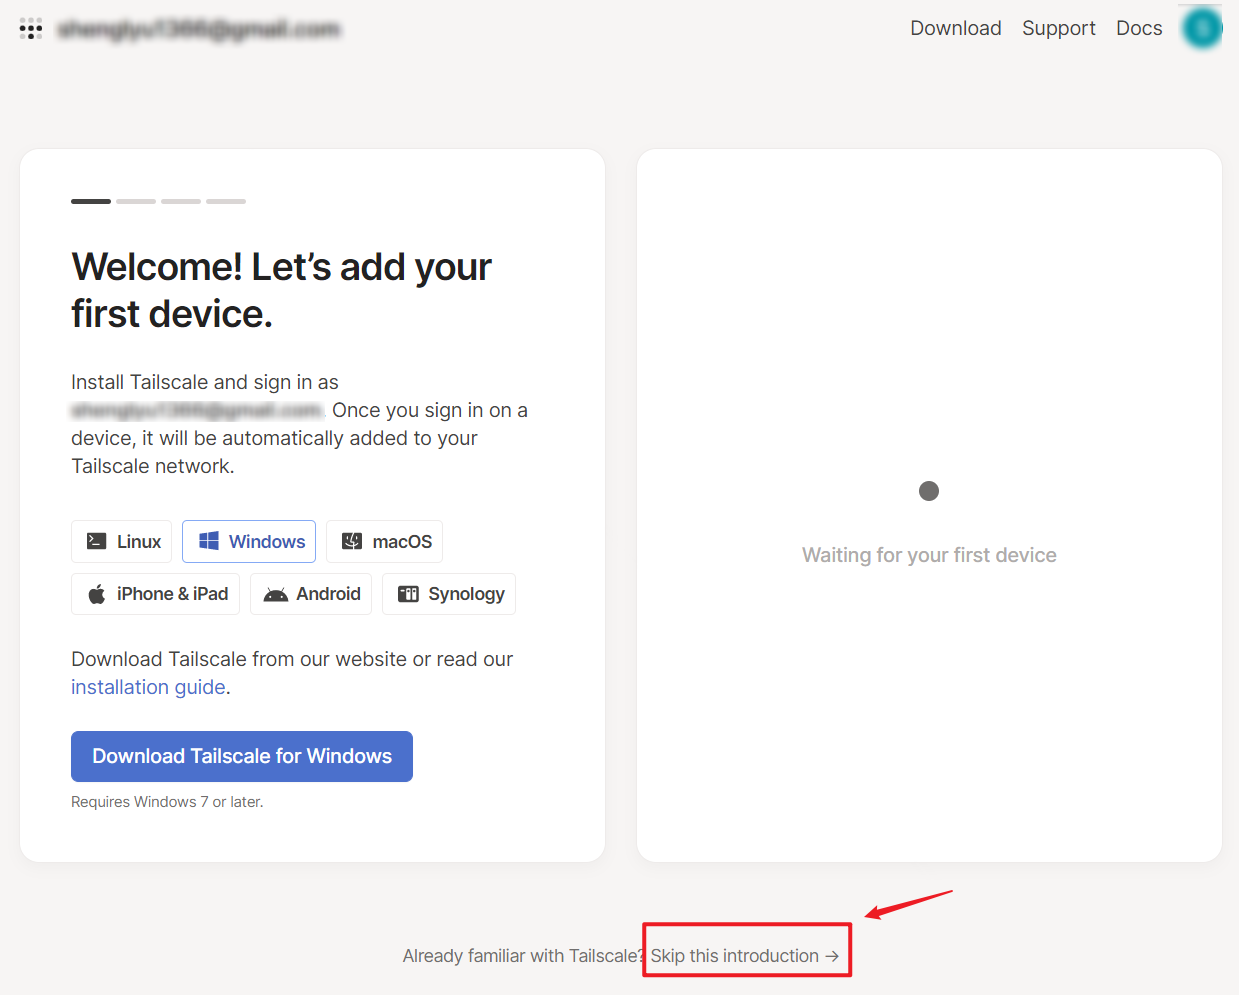 Download Support Docs
Welcome! Let’s add your
first device.
Install Tailscale and sign in as
Once you sign in on a
device, it will be automatically added to your
Tailscale network.
Linux Windows macOS
iPhone & iPad Android Synology
Download Tailscale from our website or read our
installation guide.
Download Tailscale for Windows
Requires Windows 7 or later.
Waiting for your first device
Already familiar with Tailscale? Skip this introduction →